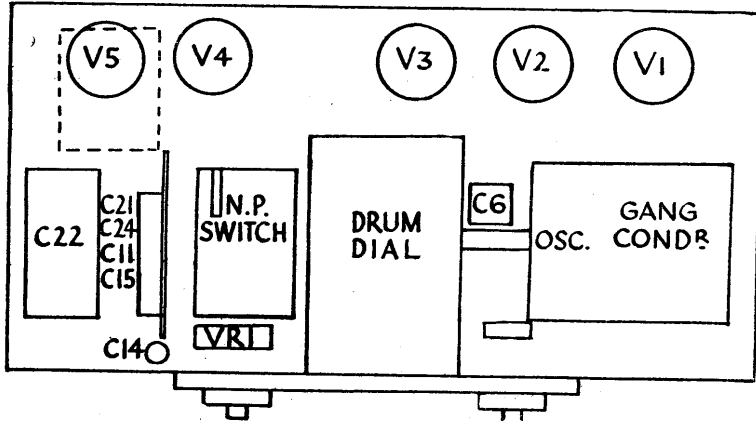 V5
V4
V3
V2
V1
C22
C21
C24
C11
C15
N.P.
SWITCH
DRUM
DIAL
C6
OSC.
GANG
CONDR
VR1
C14